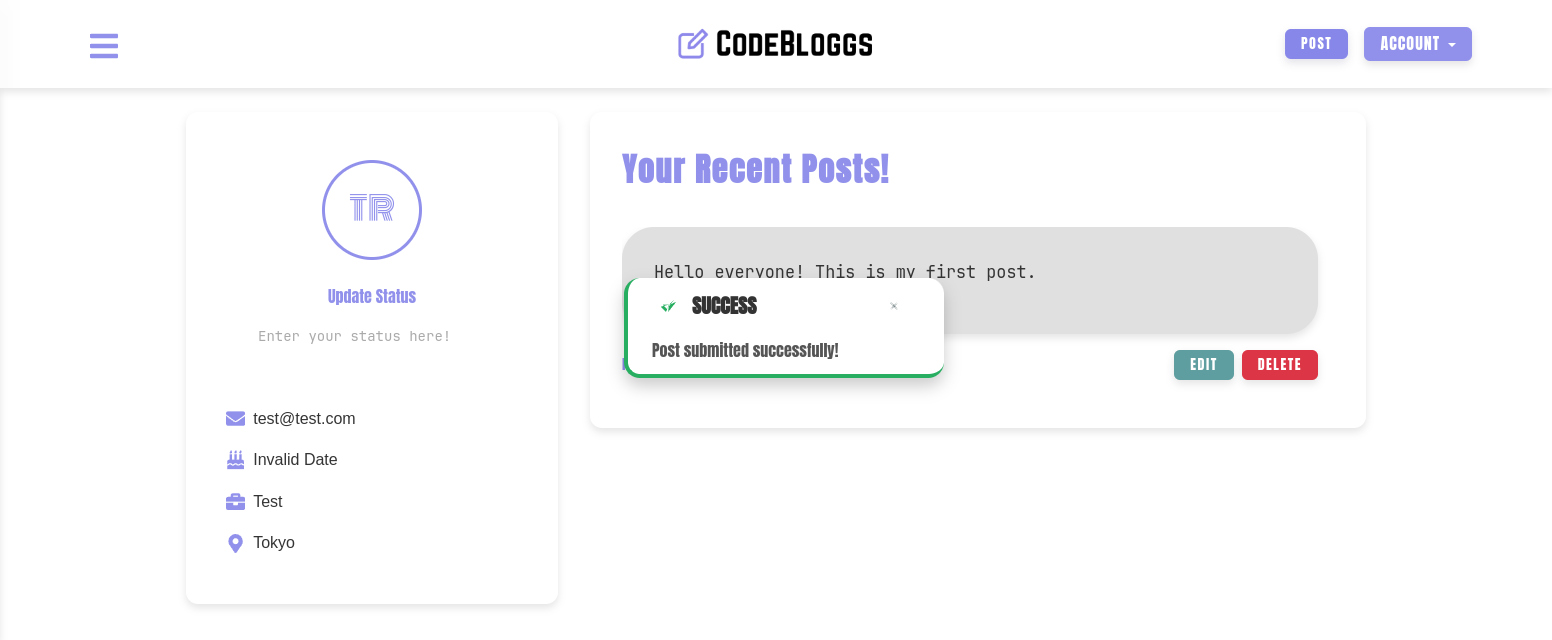 CodeBloggs
POST
ACCOUNT
TR
Update Status
Enter your status here!
test@test.com
Invalid Date
Test
Tokyo
Your Recent Posts!
Hello everyone! This is my first post.
SUCCESS
×
Post submitted successfully!
EDIT
DELETE